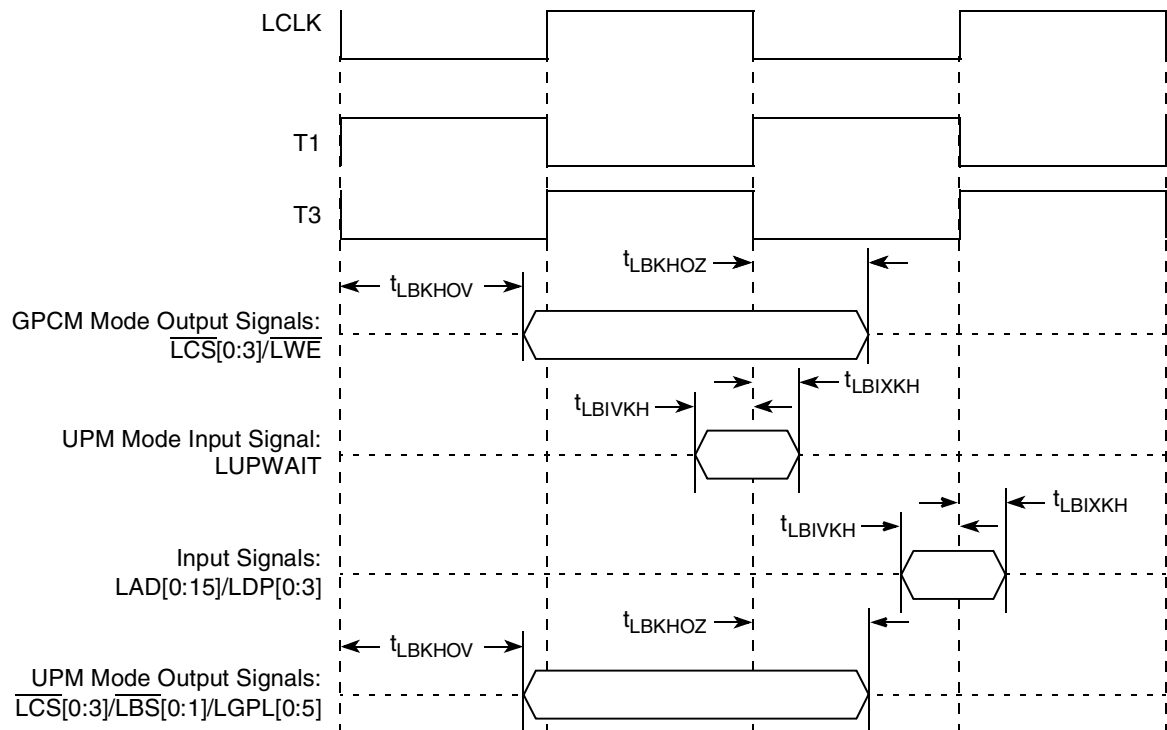 LCLK
T1
T3
tLBKHOZ
tLBKHOV
GPCM Mode Output Signals:
LCS[0:3]/LWE
tLBIXKH
tLBIVKH
UPM Mode Input Signal:
LUPWAIT
tLBIXKH
tLBIVKH
Input Signals:
LAD[0:15]/LDP[0:3]
tLBKHOZ
tLBKHOV
UPM Mode Output Signals:
LCS[0:3]/LBS[0:1]/LGPL[0:5]